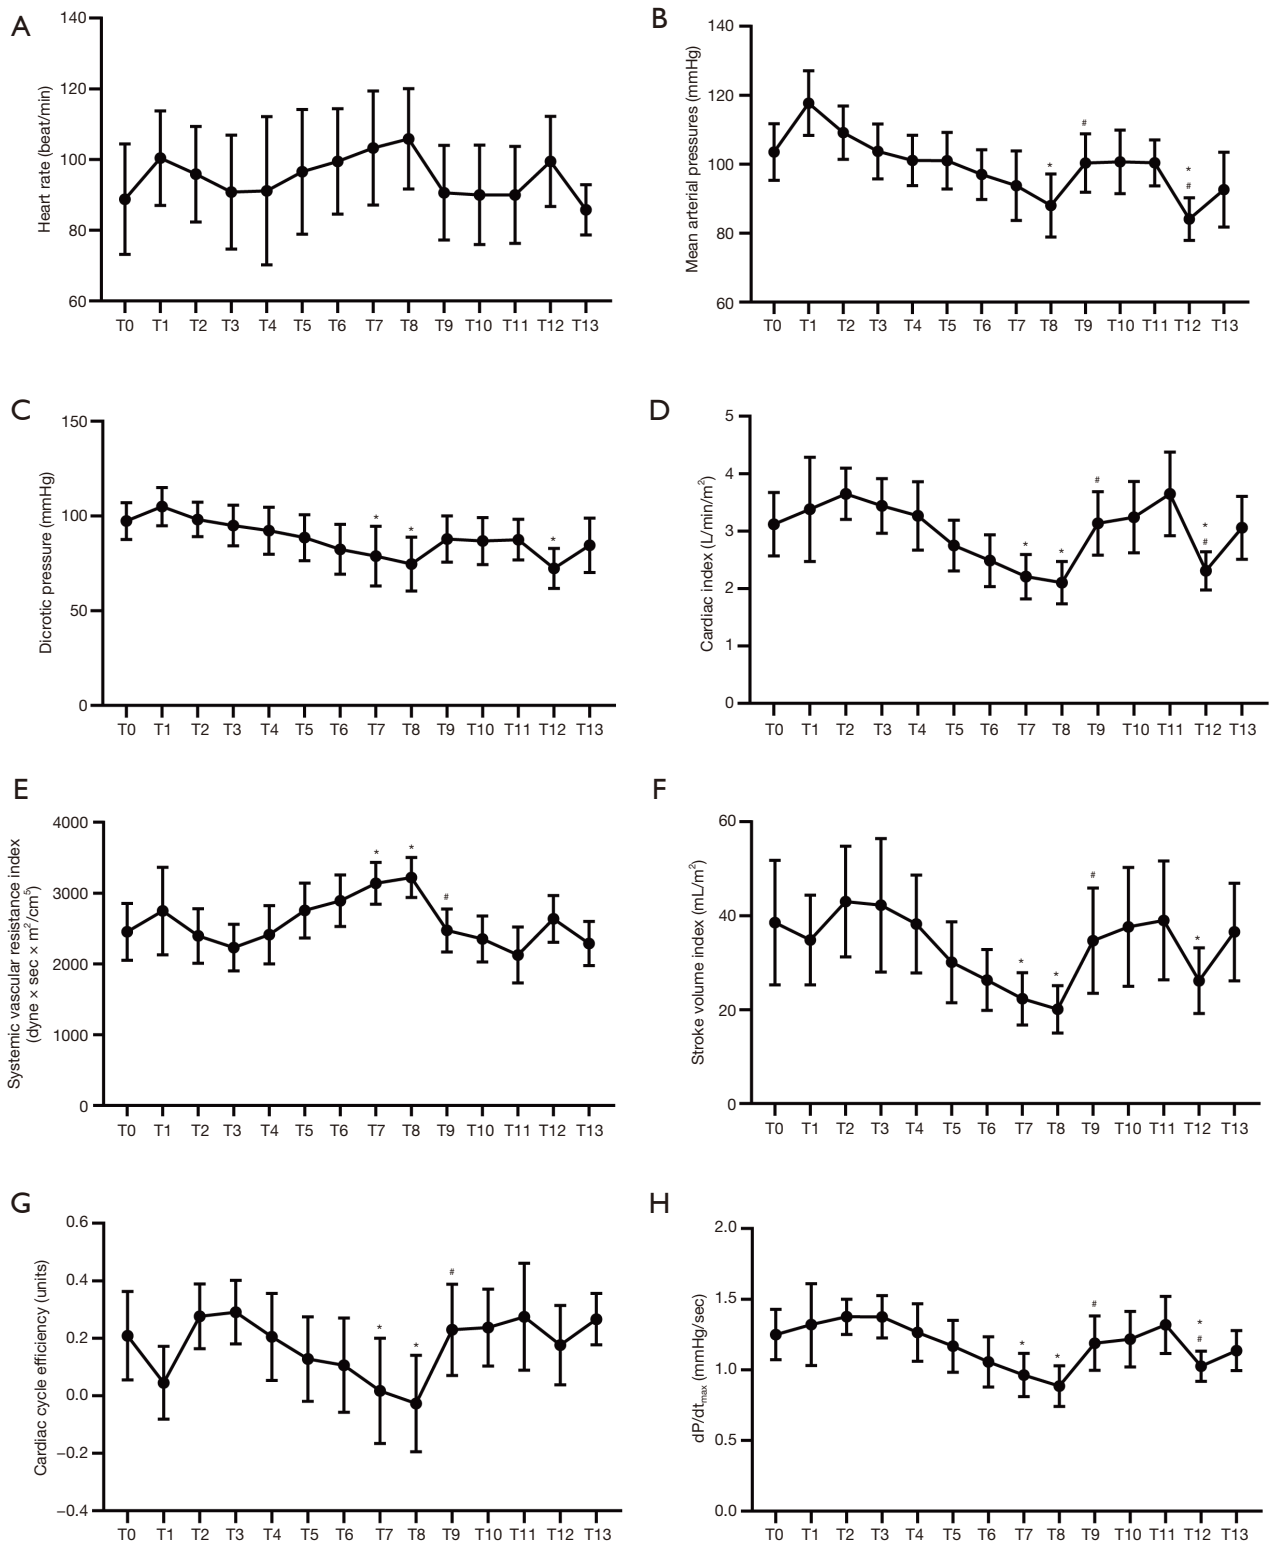 A
140
120
100
80
60
Heart rate (beat/min)
T0 T1 T2 T3 T4 T5 T6 T7 T8 T9 T10 T11 T12 T13
B
140
120
100
80
60
Mean arterial pressures (mmHg)
* # * #
T0 T1 T2 T3 T4 T5 T6 T7 T8 T9 T10 T11 T12 T13
C
150
100
50
0
Dicrotic pressure (mmHg)
* * *
T0 T1 T2 T3 T4 T5 T6 T7 T8 T9 T10 T11 T12 T13
D
5
4
3
2
1
0
Cardiac index (L/min/m²)
* * # * #
T0 T1 T2 T3 T4 T5 T6 T7 T8 T9 T10 T11 T12 T13
E
4000
3000
2000
1000
0
Systemic vascular resistance index
(dyne × sec × m²/cm⁵)
* * #
T0 T1 T2 T3 T4 T5 T6 T7 T8 T9 T10 T11 T12 T13
F
60
40
20
0
Stroke volume index (mL/m²)
* * # *
T0 T1 T2 T3 T4 T5 T6 T7 T8 T9 T10 T11 T12 T13
G
0.6
0.4
0.2
0.0
−0.2
−0.4
Cardiac cycle efficiency (units)
* * #
T0 T1 T2 T3 T4 T5 T6 T7 T8 T9 T10 T11 T12 T13
H
2.0
1.5
1.0
0.5
0.0
dP/dtmax (mmHg/sec)
* * # * #
T0 T1 T2 T3 T4 T5 T6 T7 T8 T9 T10 T11 T12 T13